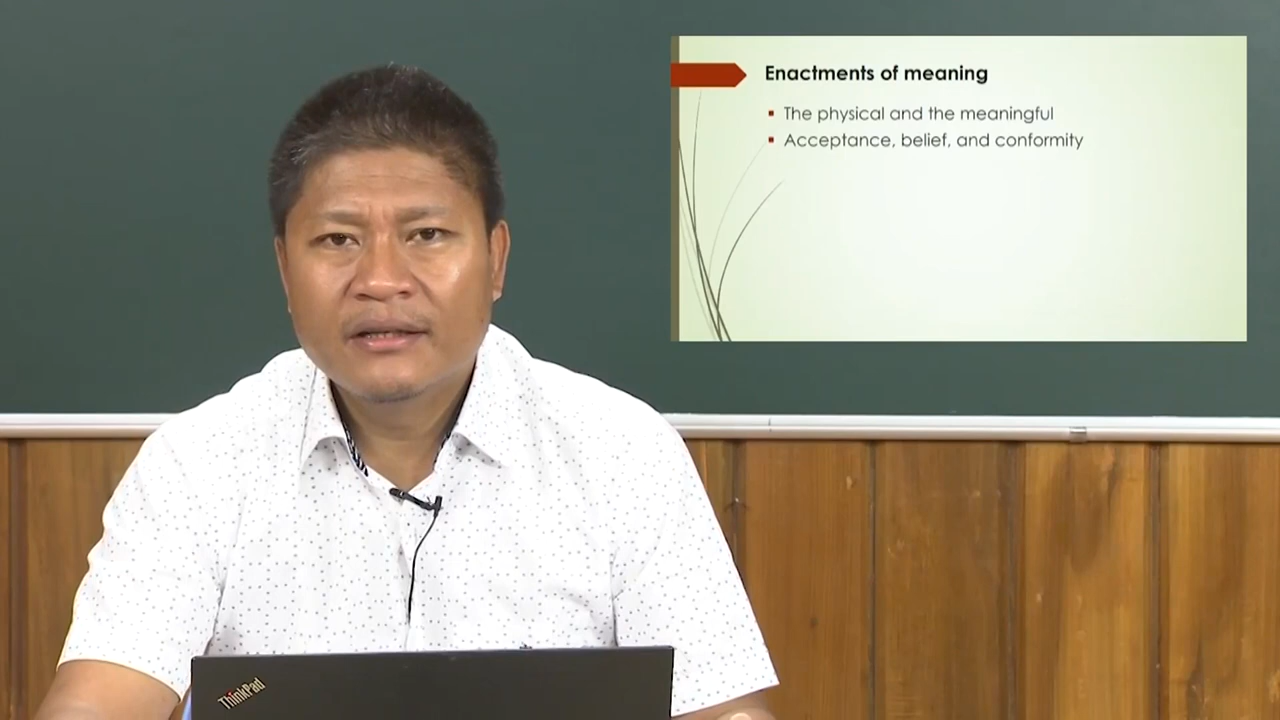 Enactments of meaning
The physical and the meaningful
Acceptance, belief, and conformity
ThinkPad